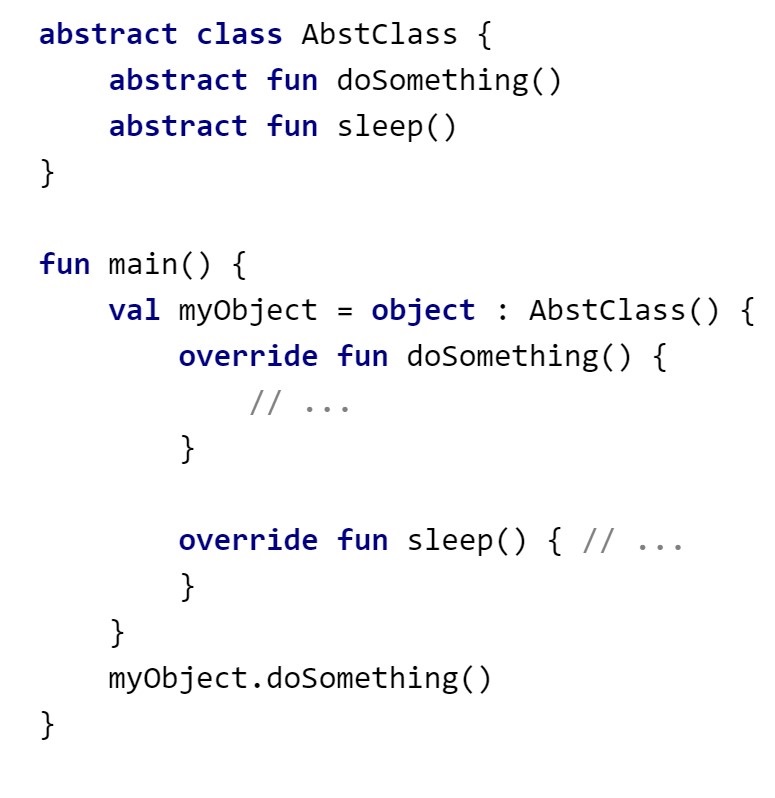 abstract class AbstClass {
    abstract fun doSomething()
    abstract fun sleep()
}

fun main() {
    val myObject = object : AbstClass() {
        override fun doSomething() {
            // ...
        }

        override fun sleep() { // ...
        }
    }
    myObject.doSomething()
}